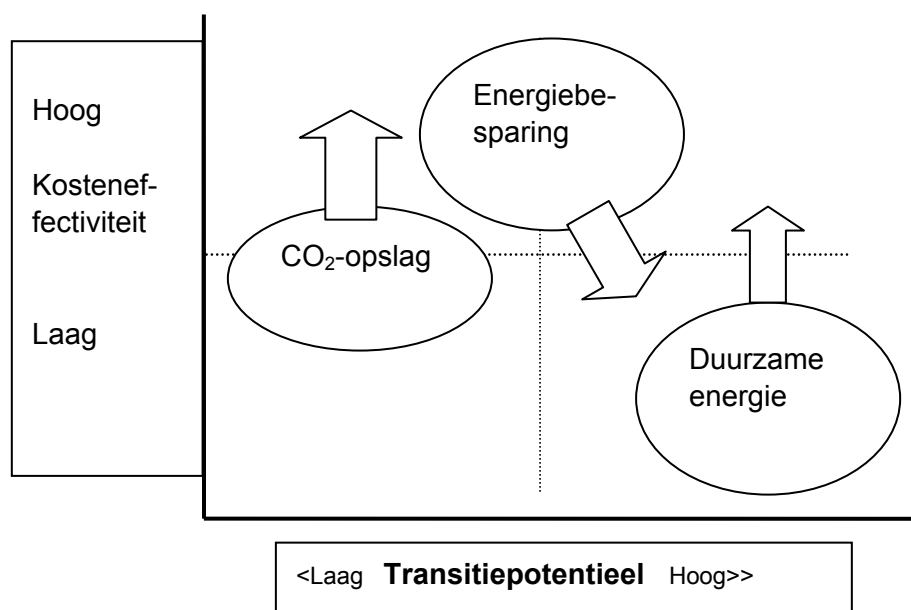 Hoog
Kostenef-
fectiviteit
Laag
Energiebe-
sparing
CO₂-opslag
Duurzame
energie
<Laag Transitiepotentieel Hoog>>